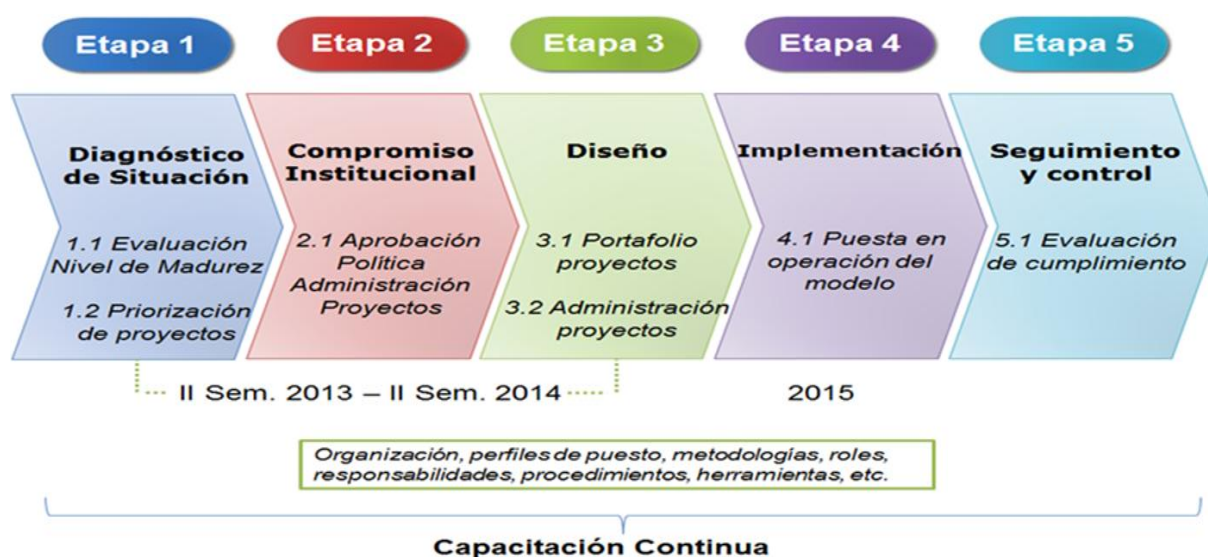 Etapa 1
Etapa 2
Etapa 3
Etapa 4
Etapa 5
Diagnóstico
de Situación
1.1 Evaluación
Nivel de Madurez
1.2 Priorización
de proyectos
Compromiso
Institucional
2.1 Aprobación
Política
Administración
Proyectos
Diseño
3.1 Portafolio
proyectos
3.2 Administración
proyectos
Implementación
4.1 Puesta en
operación del
modelo
Seguimiento
y control
5.1 Evaluación
de cumplimiento
II Sem. 2013 – II Sem. 2014
2015
Organización, perfiles de puesto, metodologías, roles,
responsabilidades, procedimientos, herramientas, etc.
Capacitación Continua